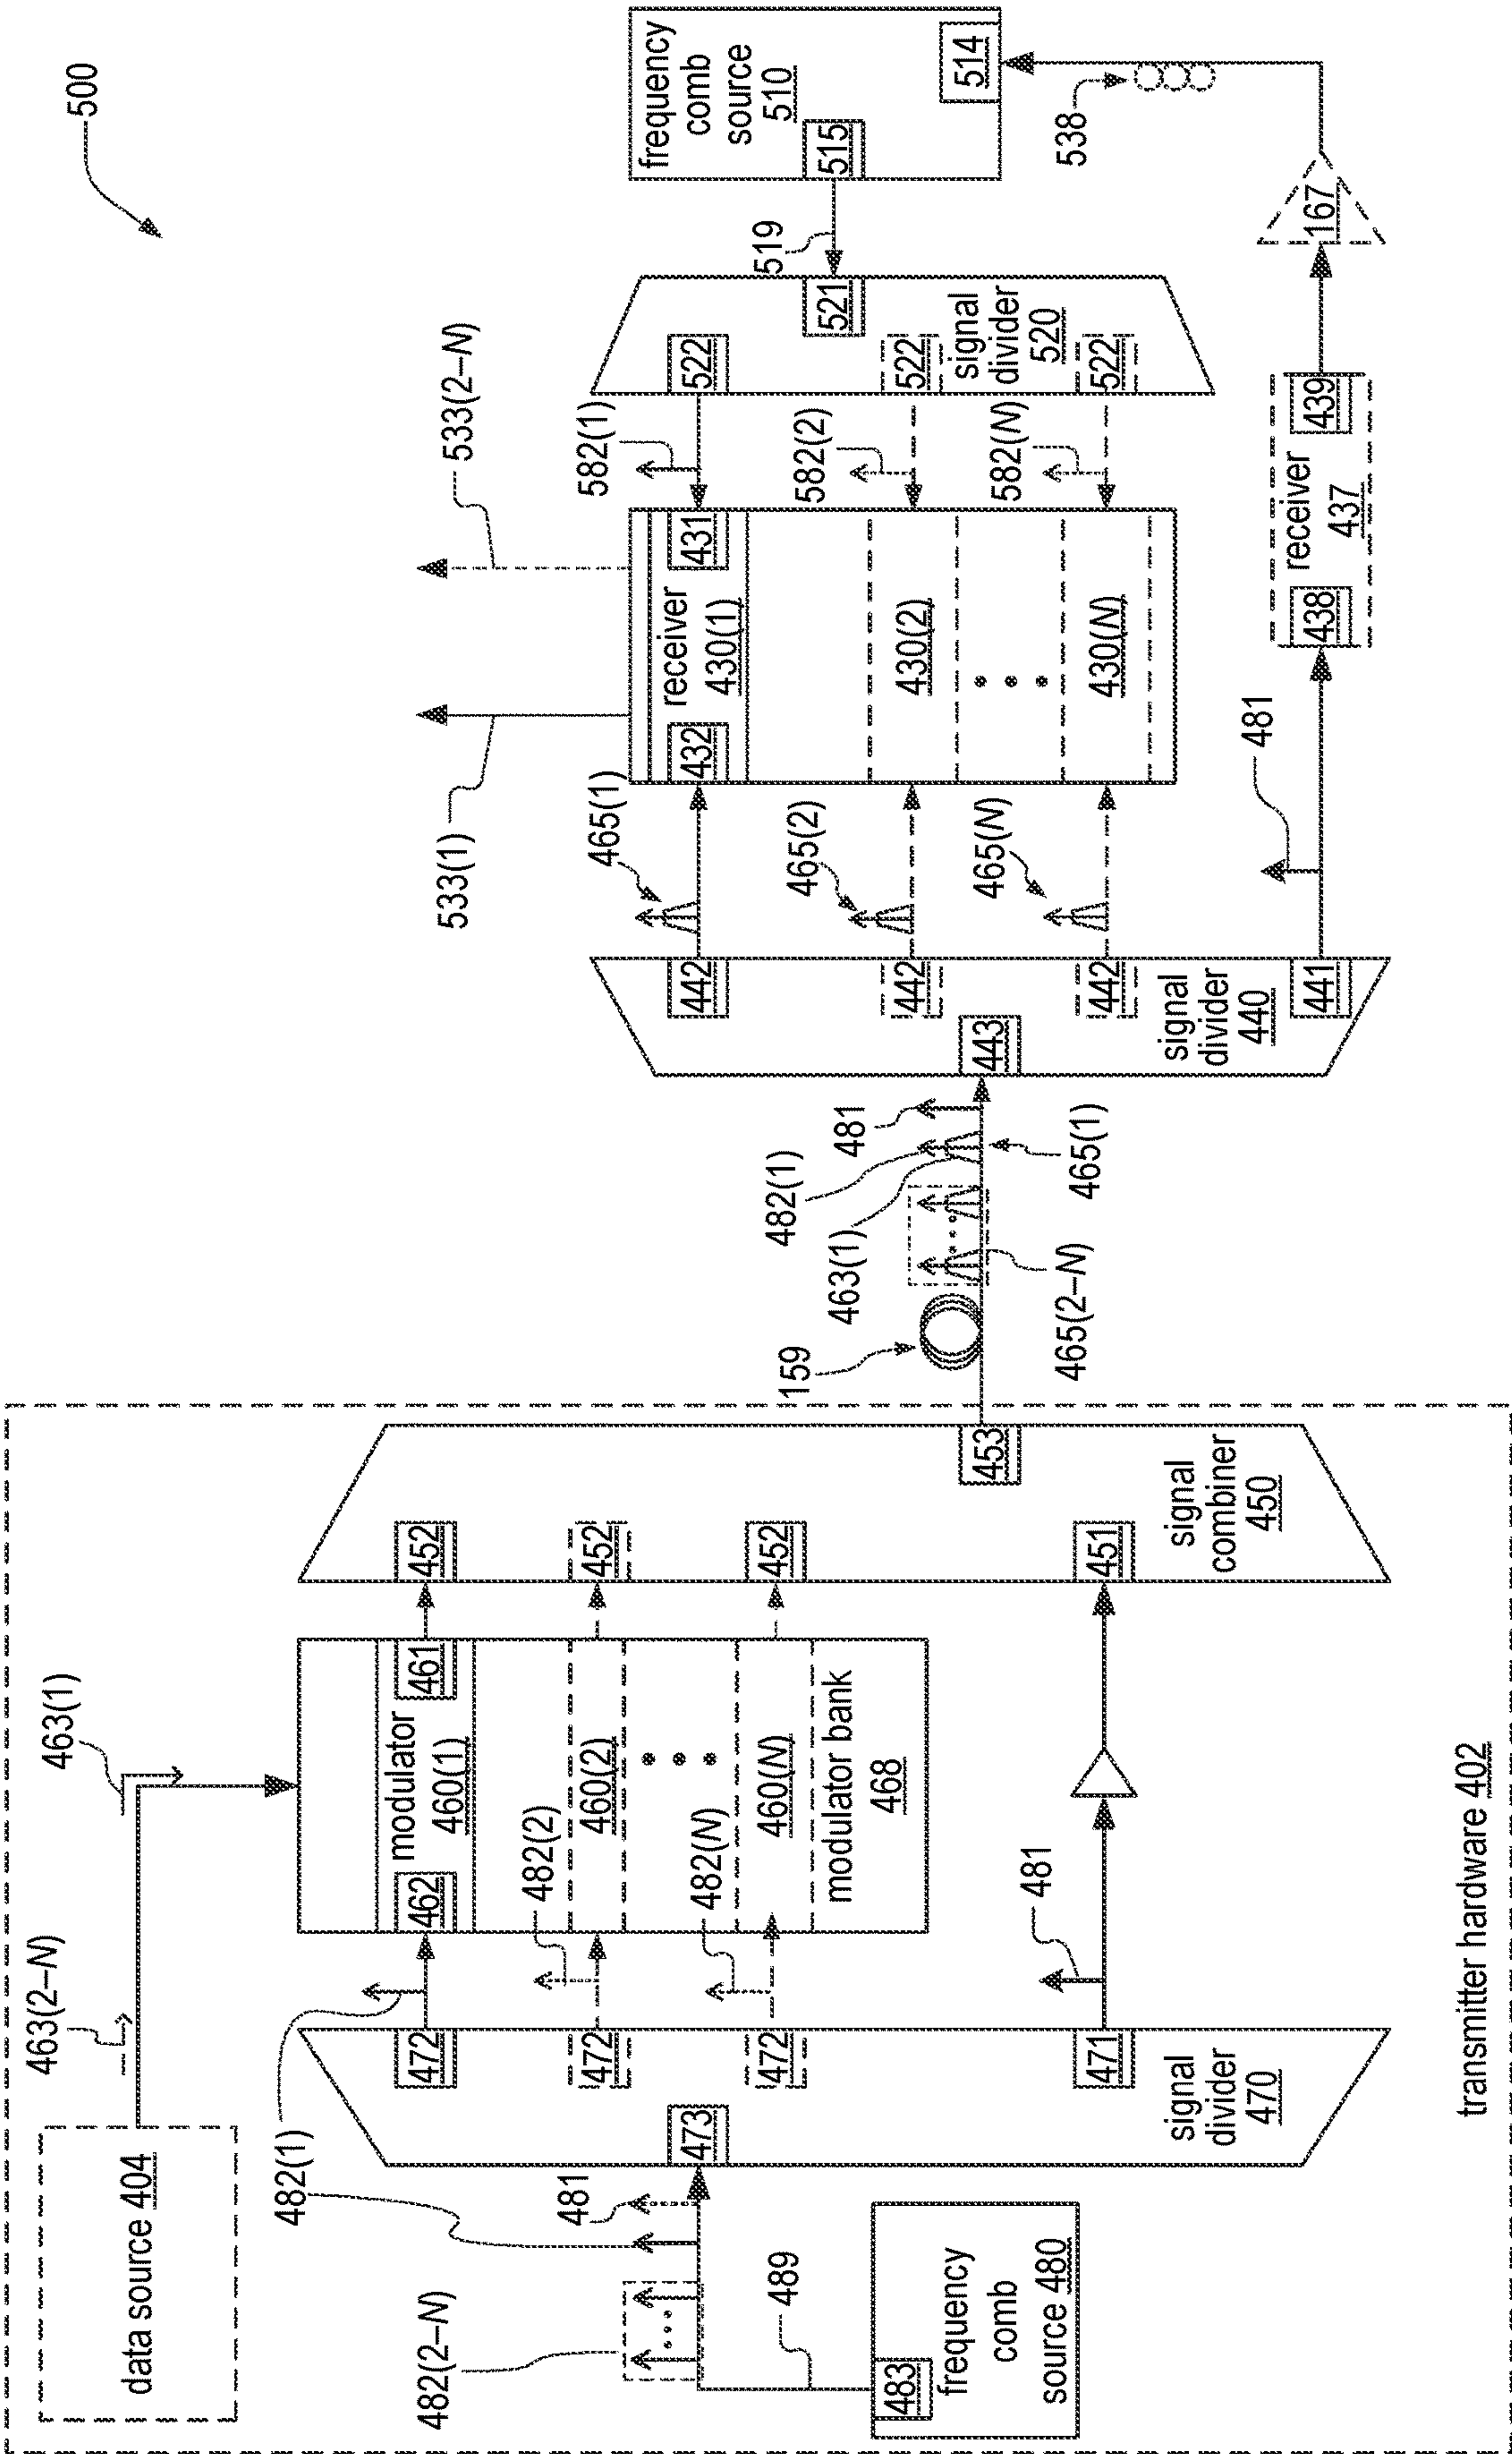 500
463(2–N)
463(1)
data source 404
482(1)
482(2–N)
481
489
483
frequency
comb
source 480
473
472
472
472
471
signal
divider
470
482(2)
482(N)
481
462
modulator
461
460(1)
460(2)
460(N)
modulator bank
468
452
452
452
451
453
signal
combiner
450
transmitter hardware 402
159
465(2–N)
463(1)
482(1)
481
465(1)
443
442
442
442
441
signal
divider
440
465(1)
465(2)
465(N)
481
533(1)
533(2–N)
432
receiver
431
430(1)
430(2)
430(N)
438
receiver
439
437
582(1)
582(2)
582(N)
522
522
522
521
signal
divider
520
519
167
538
frequency
comb
source
510
515
514